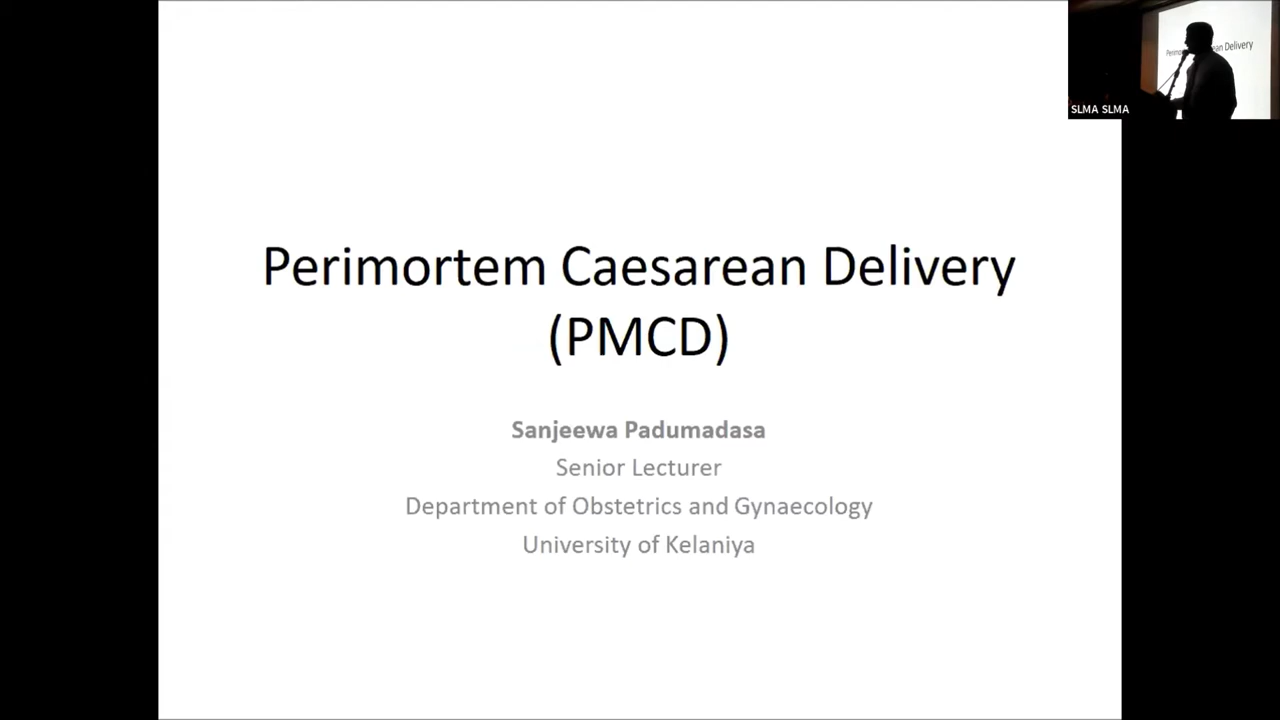 Perimortem Caesarean Delivery
(PMCD)
Sanjeewa Padumadasa
Senior Lecturer
Department of Obstetrics and Gynaecology
University of Kelaniya
SLMA SLMA